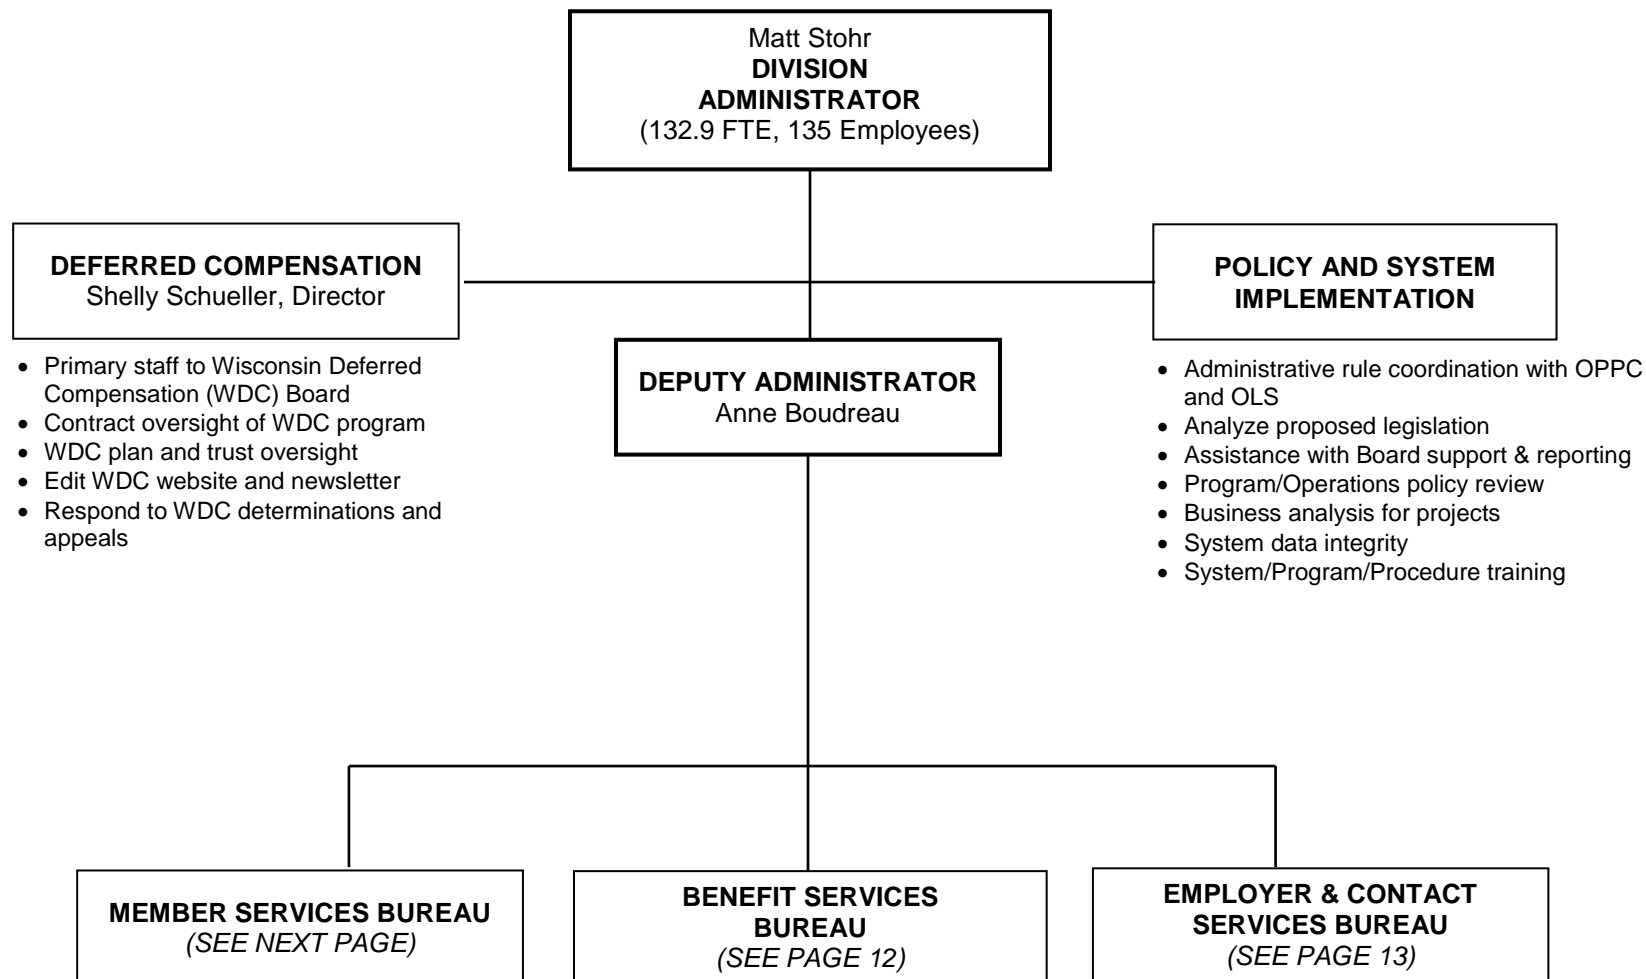 Matt Stohr
DIVISION
ADMINISTRATOR
(132.9 FTE, 135 Employees)
DEFERRED COMPENSATION
Shelly Schueller, Director
• Primary staff to Wisconsin Deferred
Compensation (WDC) Board
• Contract oversight of WDC program
• WDC plan and trust oversight
• Edit WDC website and newsletter
• Respond to WDC determinations and
appeals
POLICY AND SYSTEM
IMPLEMENTATION
• Administrative rule coordination with OPPC
and OLS
• Analyze proposed legislation
• Assistance with Board support & reporting
• Program/Operations policy review
• Business analysis for projects
• System data integrity
• System/Program/Procedure training
DEPUTY ADMINISTRATOR
Anne Boudreau
MEMBER SERVICES BUREAU
(SEE NEXT PAGE)
BENEFIT SERVICES
BUREAU
(SEE PAGE 12)
EMPLOYER & CONTACT
SERVICES BUREAU
(SEE PAGE 13)